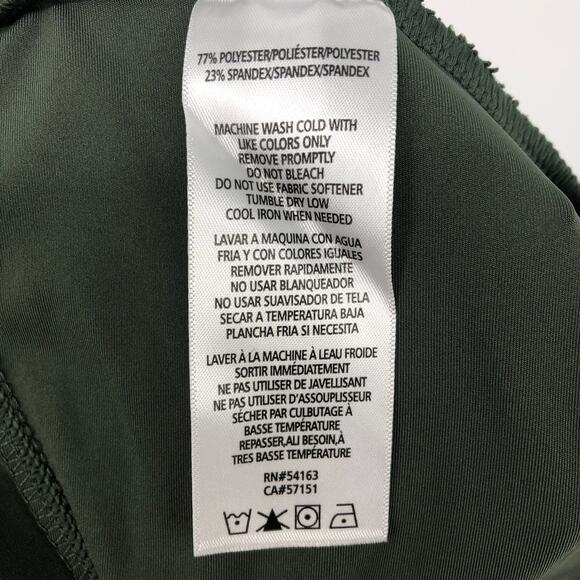 77% POLYESTER/POLIÉSTER/POLYESTER
23% SPANDEX/SPANDEX/SPANDEX
MACHINE WASH COLD WITH
LIKE COLORS ONLY
REMOVE PROMPTLY
DO NOT BLEACH
DO NOT USE FABRIC SOFTENER
TUMBLE DRY LOW
COOL IRON WHEN NEEDED
LAVAR A MAQUINA CON AGUA
FRIA Y CON COLORES IGUALES
REMOVER RAPIDAMENTE
NO USAR BLANQUEADOR
NO USAR SUAVISADOR DE TELA
SECAR A TEMPERATURA BAJA
PLANCHA FRIA SI NECESITA
LAVER À LA MACHINE À LEAU FROIDE
SORTIR IMMÉDIATEMENT
NE PAS UTILISER DE JAVELLISANT
NE PAS UTILISER D'ASSOUPLISSEUR
SÉCHER PAR CULBUTAGE À
BASSE TEMPÉRATURE
REPASSER,ALI BESOIN,À
TRES BASSE TEMPÉRATURE
RN#54163
CA#57151